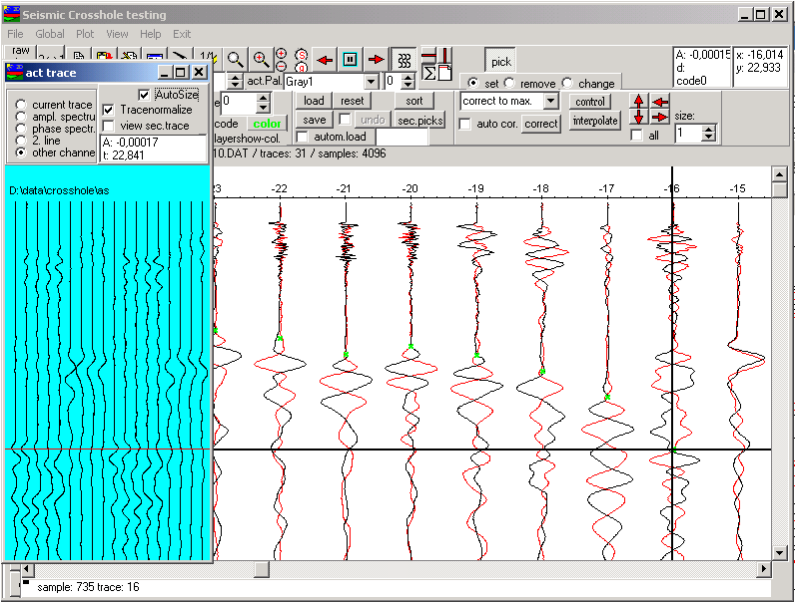 Seismic Crosshole testing
File Global Plot View Help Exit
raw
1/4
pick
A: -0,00015
d:
code0
x: -16,014
y: 22,933
act trace
act.Pal.
Gray1
0
set
remove
change
AutoSize
Tracenormalize
view sec.trace
current trace
ampl. spectru
phase spectr.
2. line
other channe
A: -0,00017
t: 22,841
e 0
load
reset
sort
save
undo
sec.picks
autom.load
code
color
layershow-col.
correct to max.
auto cor.
correct
control
interpolate
all
size:
1
10.DAT / traces: 31 / samples: 4096
D:\data\crosshole\as
23 -22 -21 -20 -19 -18 -17 -16 -15
sample: 735 trace: 16